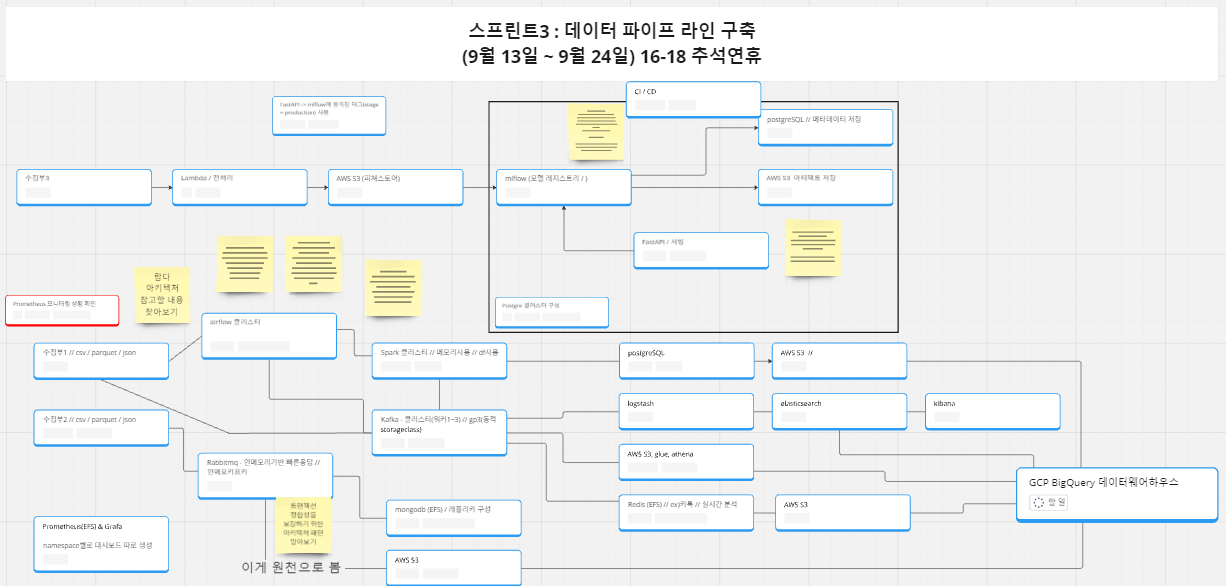 스프린트3 : 데이터 파이프 라인 구축
(9월 13일 ~ 9월 24일) 16-18 추석연휴
CI / CD
FastAPI -> mlflow에 등록된 태그(stage
+ production) 사용
postgreSQL // 메타데이터 저장
수집부3
Lambda / 전처리
AWS S3 (피쳐스토어)
mlflow (모델 레지스트리 / )
AWS S3 아티팩트 저장
FastAPI / 서빙
람다
아키텍처
참고할 내용
찾아보기
Prometheus 모니터링 상황 확인
Postgre 클러스터 구성
airflow 클러스터
수집부1 // csv / parquet / json
Spark 클러스터 // 메모리사용 // df사용
postgreSQL
AWS S3 //
logstash
elasticsearch
kibana
수집부2 // csv / parquet / json
Kafka - 클러스터(워커1~3) // gp3(동적
storageclass)
AWS S3, glue, athena
Rabbitmq - 인메모리기반 빠른응답 //
인메모카프카
GCP BigQuery 데이터웨어하우스
할 일
mongodb (EFS) / 레플리카 구성
Redis (EFS) // ex)키톡 // 실시간 분석
AWS S3
트랜잭션
정합성을
보장하기 위한
아키텍처 패턴
알아보기
Prometheus(EFS) & Grafa
namespace별로 대시보드 따로 생성
이게 원천으로 봄
AWS S3